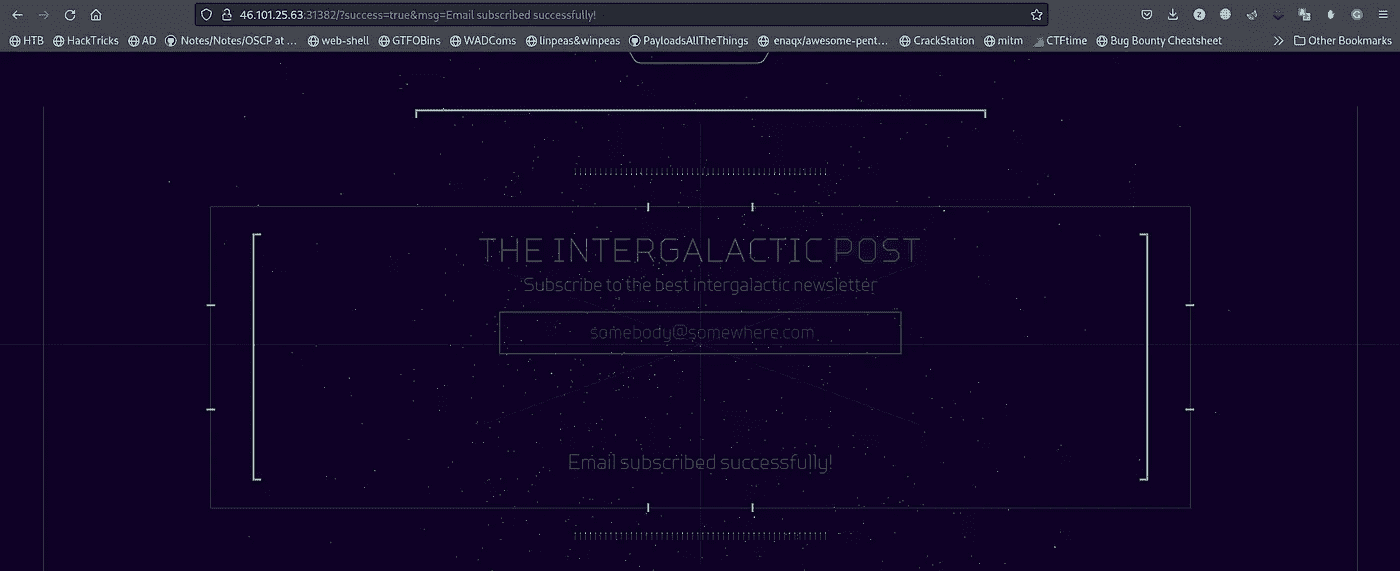 46.101.25.63:31382/?success=true&msg=Email subscribed successfully!
HTB HackTricks AD Notes/Notes/OSCP at ... web-shell GTFOBins WADComs linpeas&winpeas PayloadsAllTheThings enaqx/awesome-pent... CrackStation mitm CTFtime Bug Bounty Cheatsheet Other Bookmarks
THE INTERGALACTIC POST
Subscribe to the best intergalactic newsletter
somebody@somewhere.com
Email subscribed successfully!